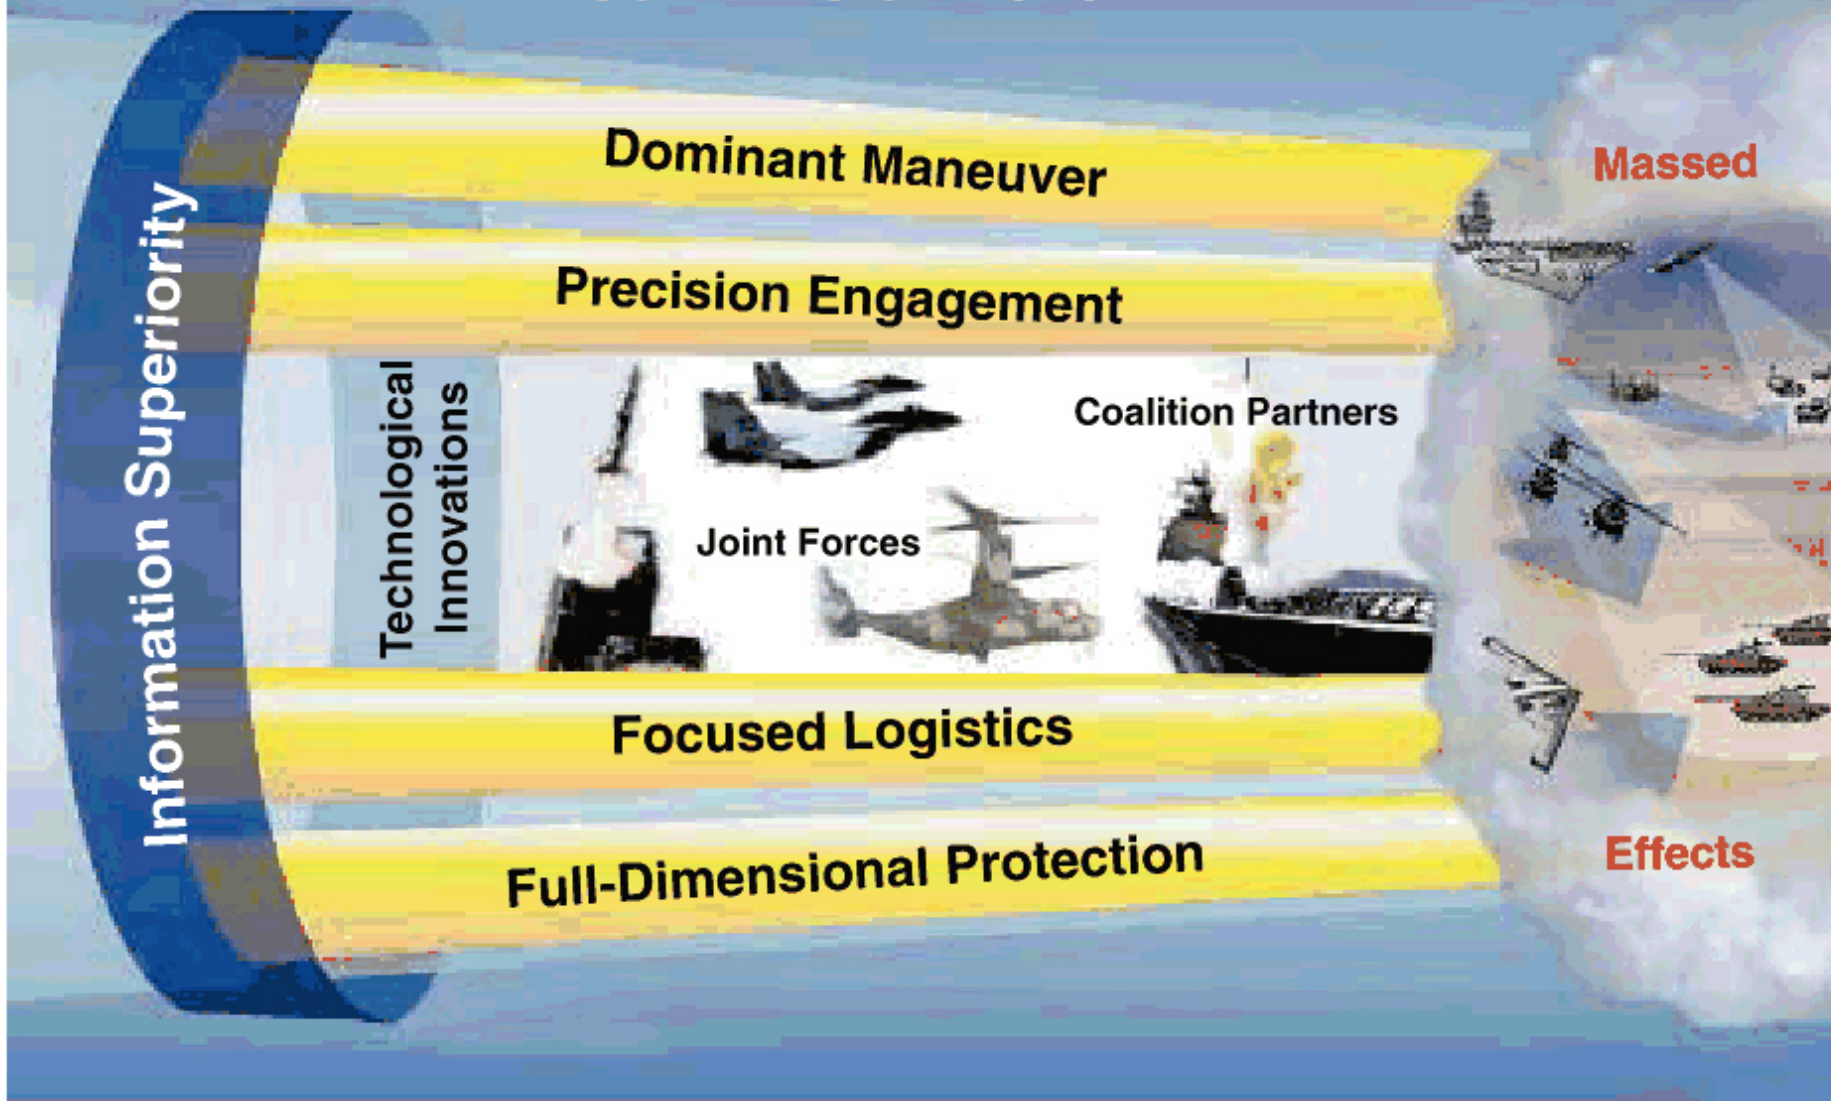 Information Superiority
Dominant Maneuver
Precision Engagement
Technological
Innovations
Coalition Partners
Joint Forces
Focused Logistics
Full-Dimensional Protection
Massed
Effects